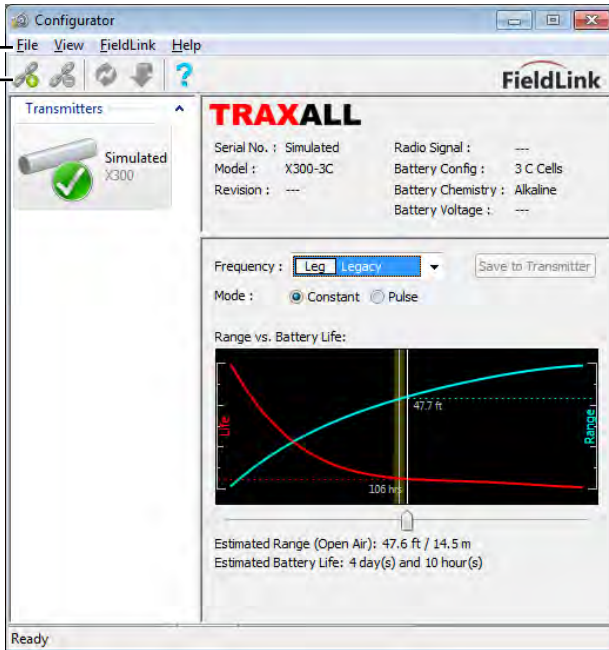 Configurator
File View FieldLink Help
? FieldLink
Transmitters
Simulated
X300
TRAXALL
Serial No. : Simulated Radio Signal : ---
Model : X300-3C Battery Config : 3 C Cells
Revision : --- Battery Chemistry : Alkaline
Battery Voltage : ---
Frequency : Leg Legacy Save to Transmitter
Mode : Constant Pulse
Range vs. Battery Life:
Life
47.7 ft
106 hrs
Range
Estimated Range (Open Air): 47.6 ft / 14.5 m
Estimated Battery Life: 4 day(s) and 10 hour(s)
Ready